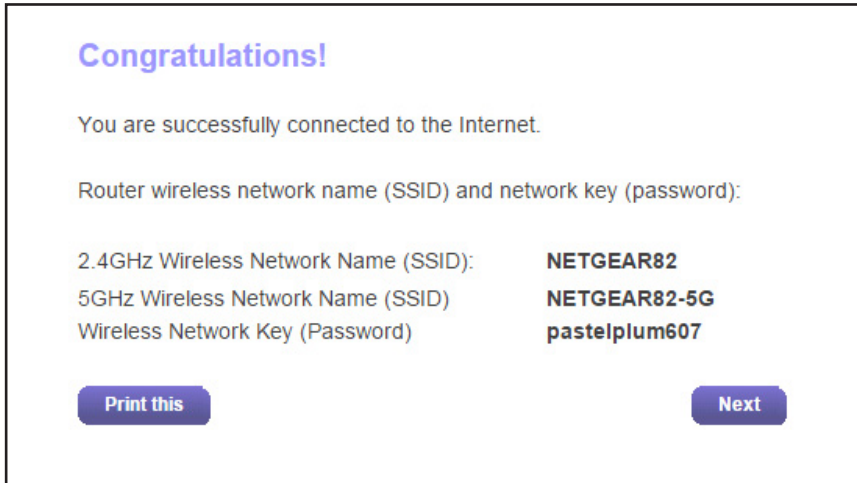 Congratulations!
You are successfully connected to the Internet.
Router wireless network name (SSID) and network key (password):
2.4GHz Wireless Network Name (SSID): NETGEAR82
5GHz Wireless Network Name (SSID) NETGEAR82-5G
Wireless Network Key (Password) pastelplum607
Print this Next